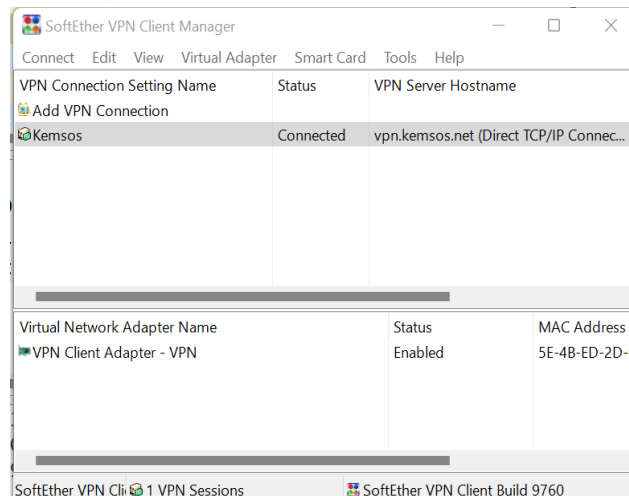 SoftEther VPN Client Manager
Connect Edit View Virtual Adapter Smart Card Tools Help
VPN Connection Setting Name Status VPN Server Hostname
Add VPN Connection
Kemsos Connected vpn.kemsos.net (Direct TCP/IP Connec...
Virtual Network Adapter Name Status MAC Address
VPN Client Adapter - VPN Enabled 5E-4B-ED-2D-
SoftEther VPN Cli 1 VPN Sessions SoftEther VPN Client Build 9760